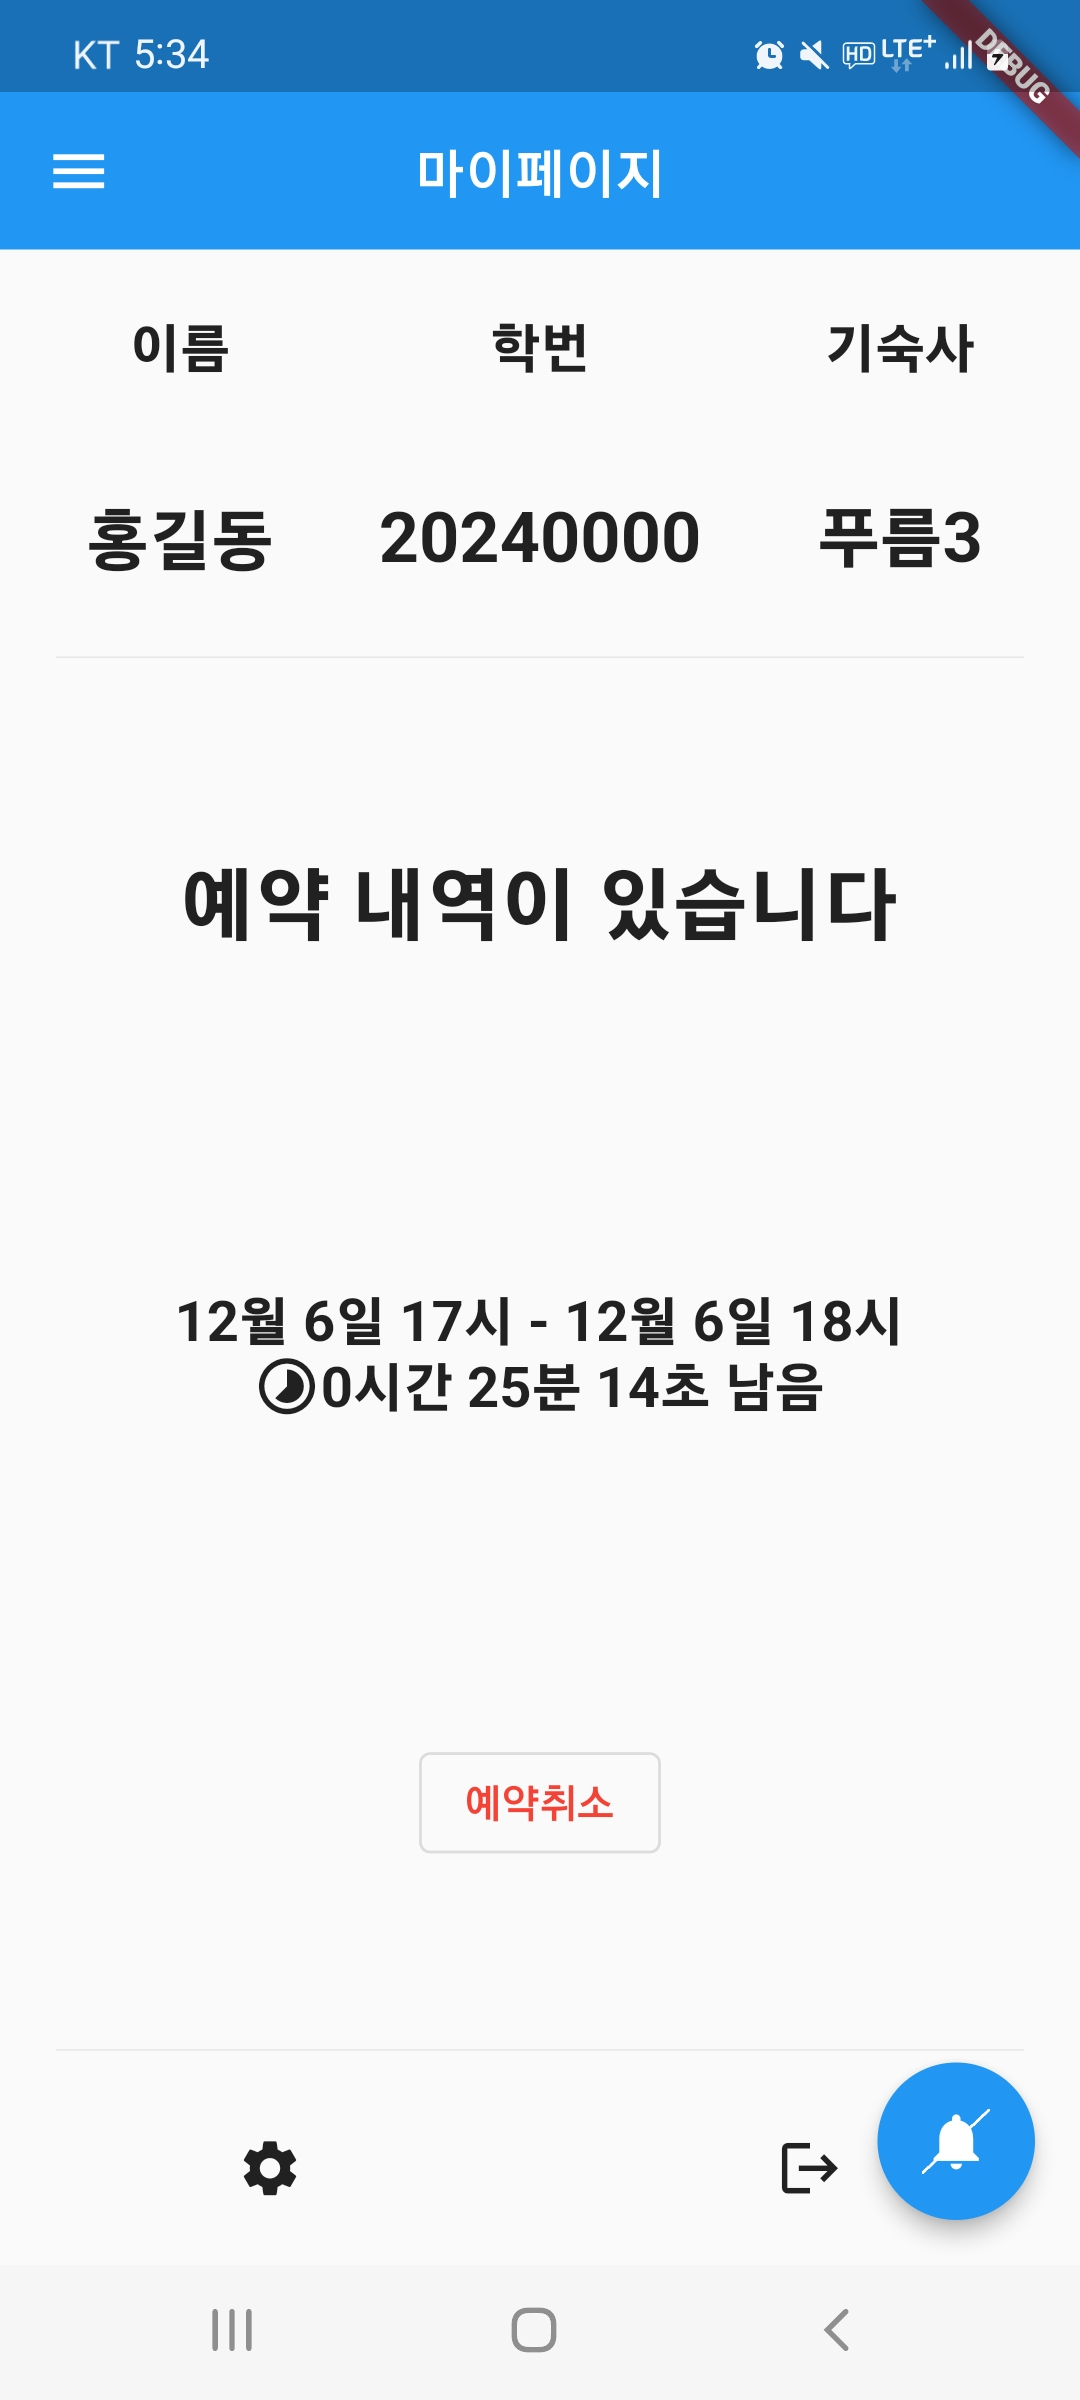 KT 5:34 HD LTE+ DEBUG
마이페이지
이름 학번 기숙사
홍길동 20240000 푸름3
예약 내역이 있습니다
12월 6일 17시 - 12월 6일 18시
0시간 25분 14초 남음
예약취소